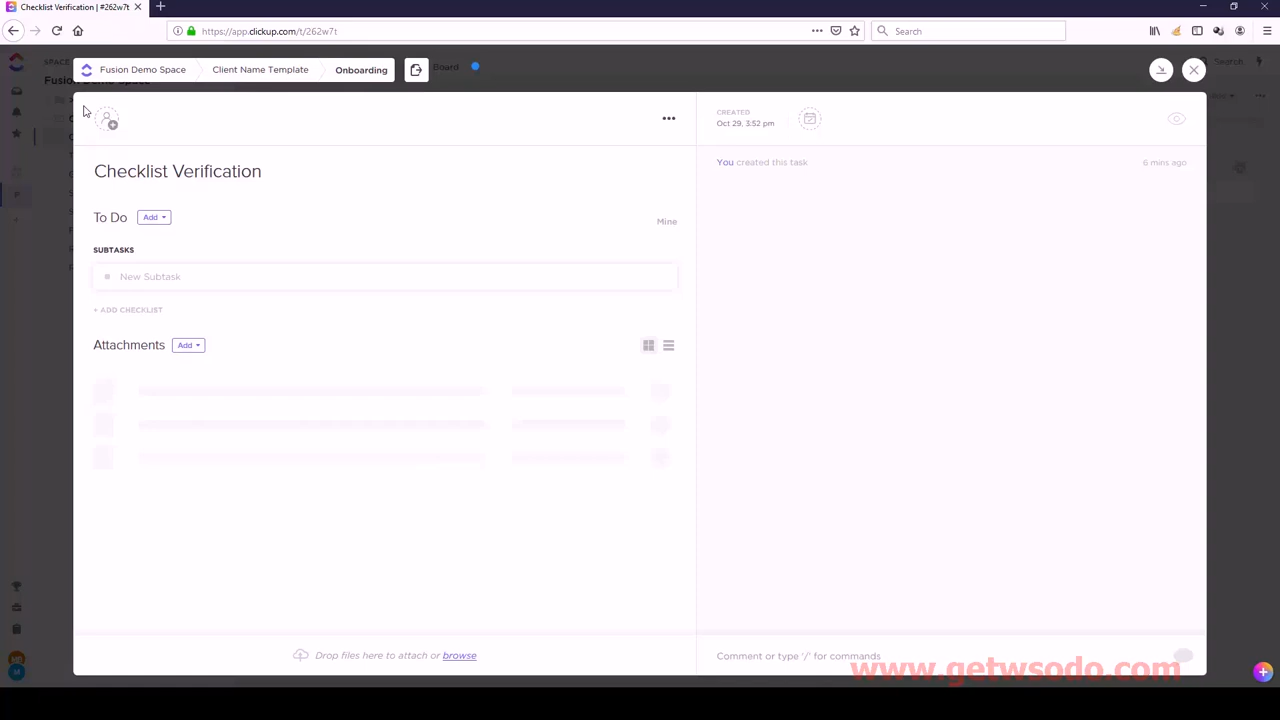 Checklist Verification | #262w7t
https://app.clickup.com/t/262w7t
Search
SPACE
Search
Fusion Demo Space
Client Name Template
Onboarding
Board
CREATED
Oct 29, 3:52 pm
Checklist Verification
You created this task
6 mins ago
To Do
Add
Mine
SUBTASKS
New Subtask
+ ADD CHECKLIST
Attachments
Add
Drop files here to attach or browse
Comment or type '/' for commands
www.getwsodo.com